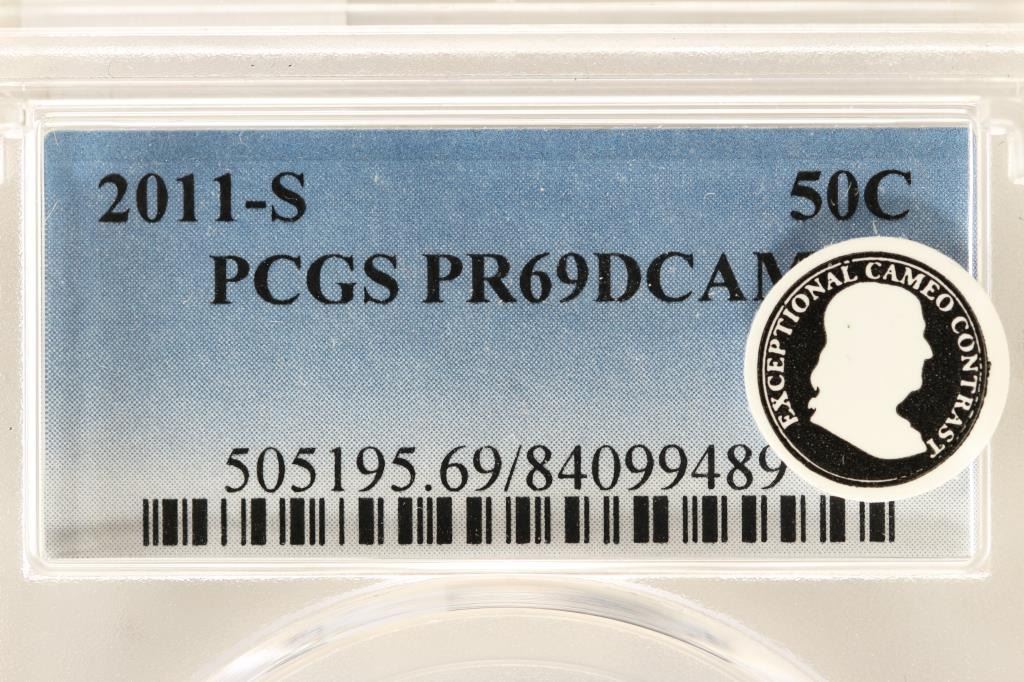 2011-S 50C
PCGS PR69DCAM
505195.69/84099489
EXCEPTIONAL CAMEO CONTRAST